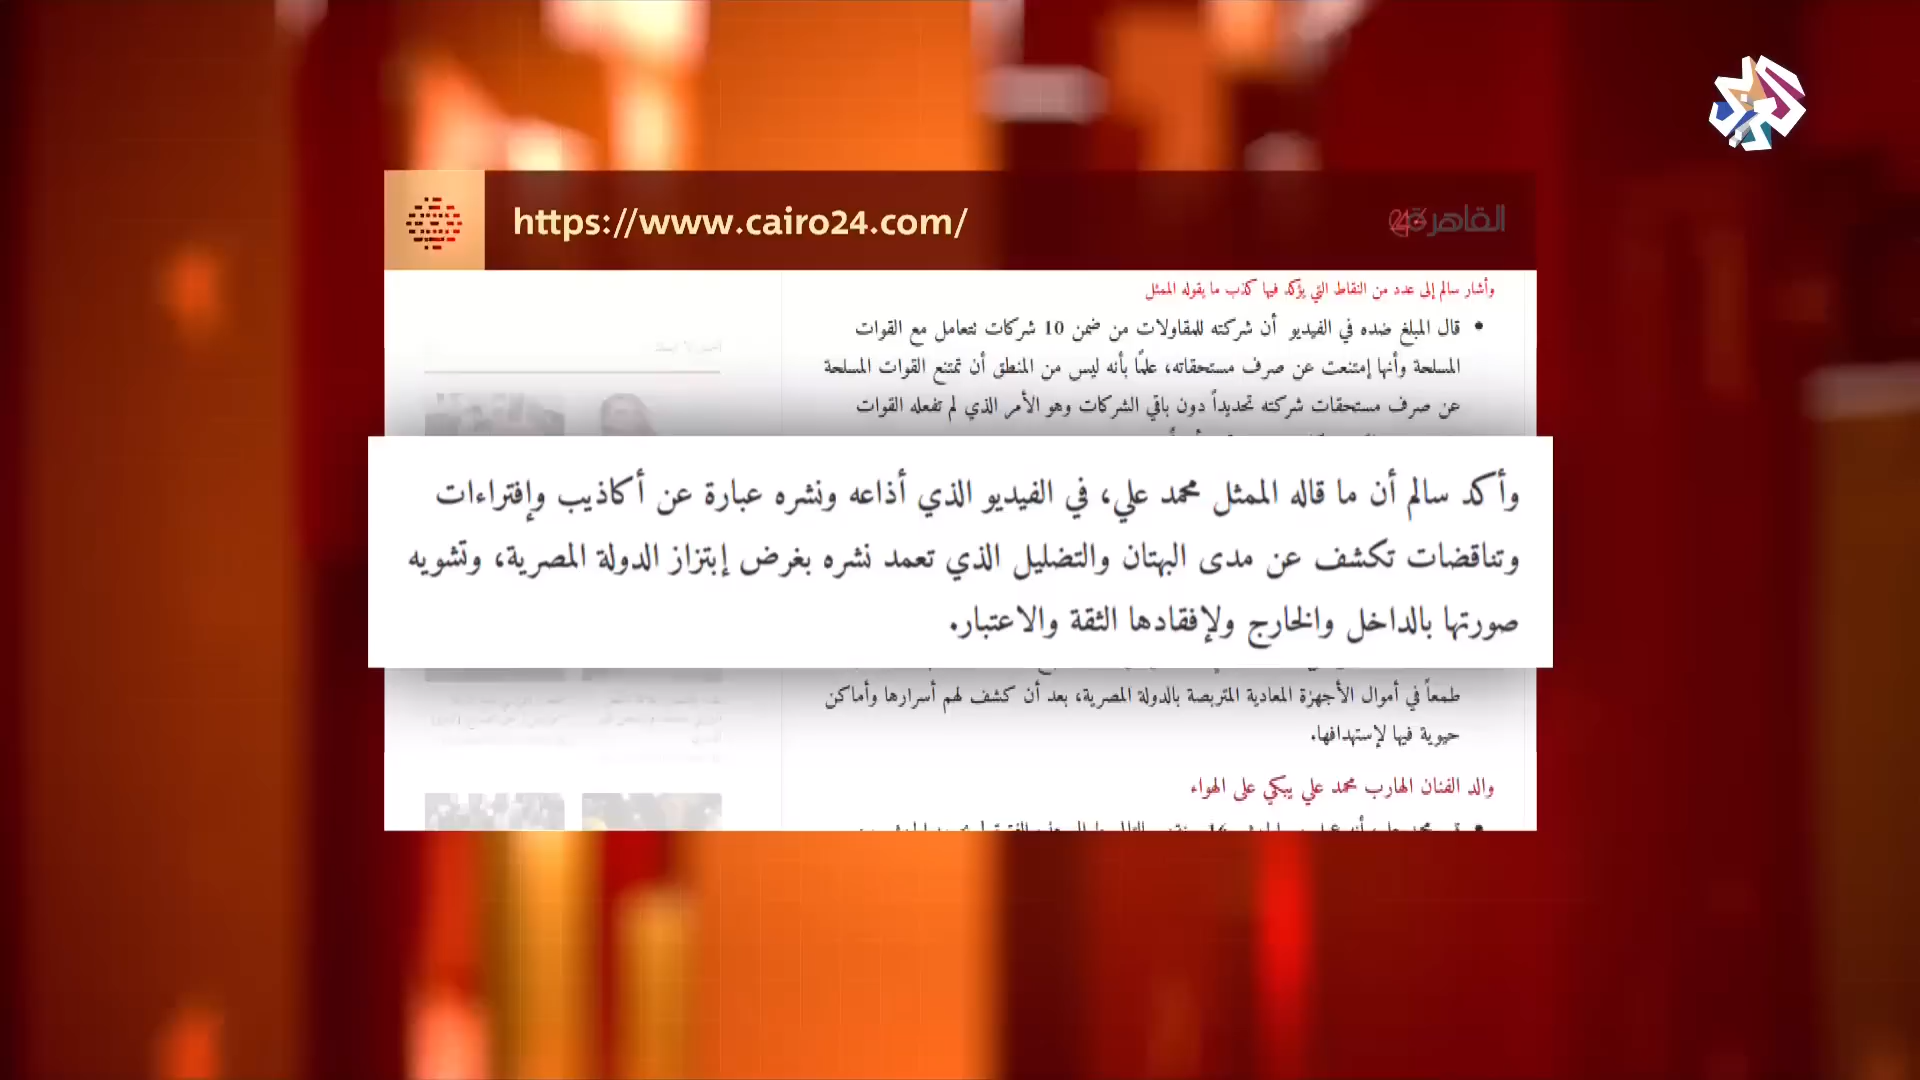 https://www.cairo24.com/
القاهرة 24
وأشار سالم إلى عدد من النقاط التي يؤكد فيها كذب ما يقوله الممثل
• قال المبلغ ضده في الفيديو أن شركته للمقاولات من ضمن 10 شركات نتعامل مع القوات
المسلحة وأنها إمتنعت عن صرف مستحقاته، علمًا بأنه ليس من المنطق أن تمتنع القوات المسلحة
عن صرف مستحقات شركته تحديداً دون باقي الشركات وهو الأمر الذي لم تفعله القوات
وأكد سالم أن ما قاله الممثل محمد علي، في الفيديو الذي أذاعه ونشره عبارة عن أكاذيب وإفتراءات
وتناقضات تكشف عن مدى البهتان والتضليل الذي تعمد نشره بغرض إبتزاز الدولة المصرية، وتشويه
صورتها بالداخل والخارج ولإفقادها الثقة والاعتبار.
طمعاً في أموال الأجهزة المعادية المتربصة بالدولة المصرية، بعد أن كشف لهم أسرارها وأماكن
حيوية فيها لإستهدافها.
والد الفنان الهارب محمد علي يبكي على الهواء